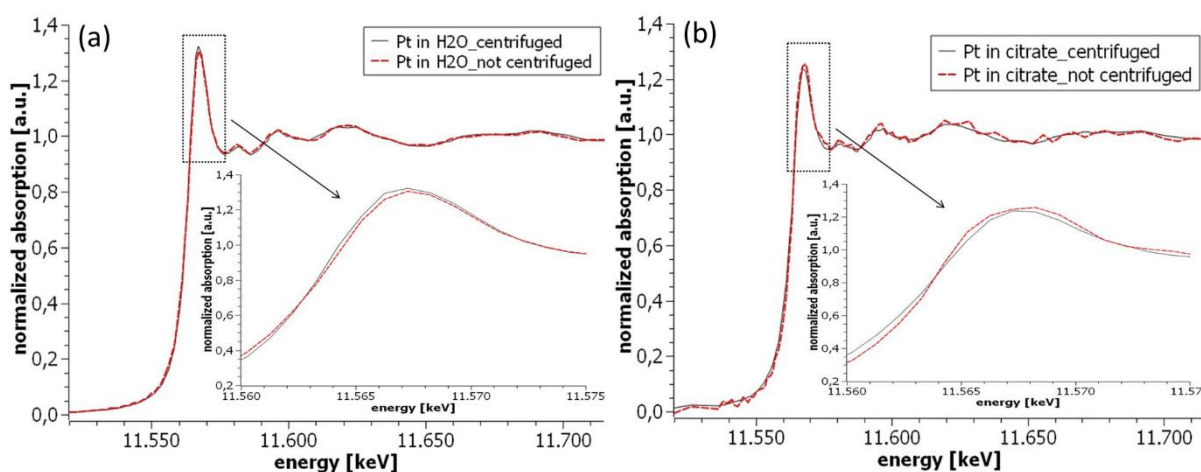 (a)
1,4
1,2
1,0
0,8
0,6
0,4
0,2
0,0
normalized absorption [a.u.]
Pt in H2O_centrifuged
Pt in H2O_not centrifuged
1,4
1,2
1,0
0,8
0,6
0,4
0,2
normalized absorption [a.u.]
11.560 11.565 11.570 11.575
energy [keV]
11.550 11.600 11.650 11.700
energy [keV]
(b)
1,4
1,2
1,0
0,8
0,6
0,4
0,2
0,0
normalized absorption [a.u.]
Pt in citrate_centrifuged
Pt in citrate_not centrifuged
1,4
1,2
1,0
0,8
0,6
0,4
0,2
normalized absorption [a.u.]
11.560 11.565 11.570 11.575
energy [keV]
11.550 11.600 11.650 11.700
energy [keV]